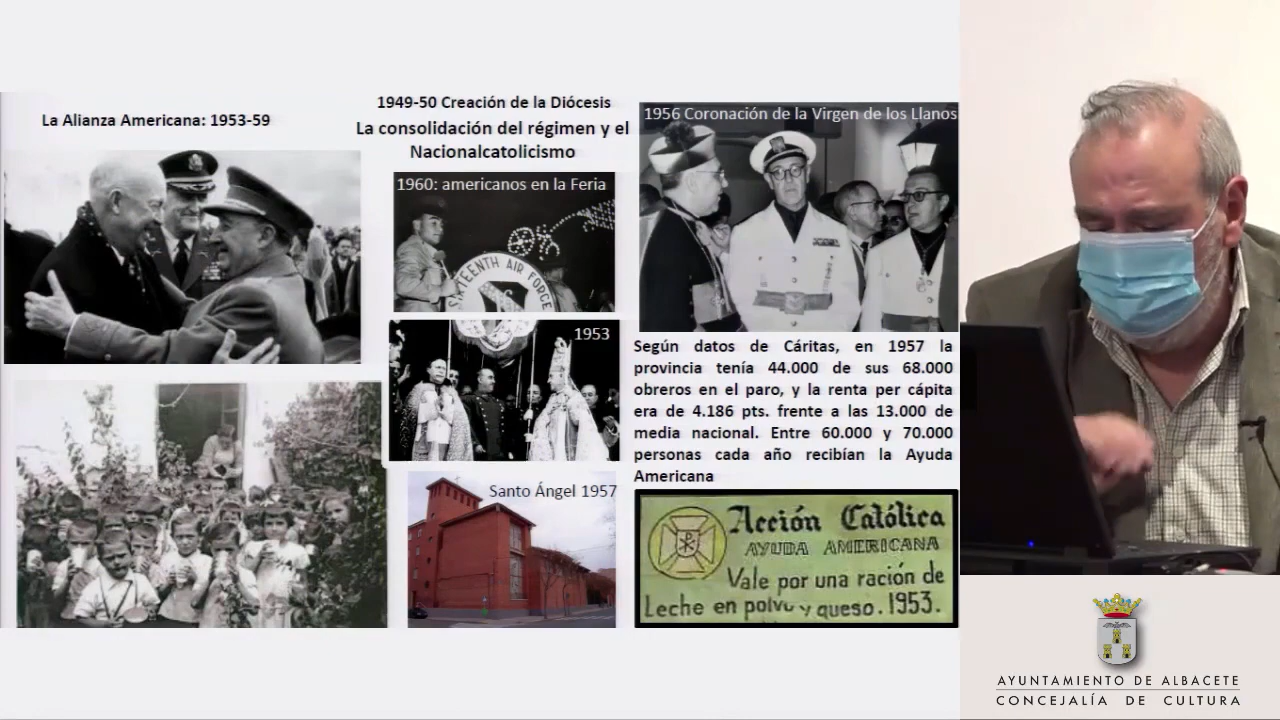 La Alianza Americana: 1953-59
1949-50 Creación de la Diócesis
La consolidación del régimen y el
Nacionalcatolicismo
1960: americanos en la Feria
SIXTEENTH AIR FORCE
1953
Santo Ángel 1957
1956 Coronación de la Virgen de los Llanos
Según datos de Cáritas, en 1957 la
provincia tenía 44.000 de sus 68.000
obreros en el paro, y la renta per cápita
era de 4.186 pts. frente a las 13.000 de
media nacional. Entre 60.000 y 70.000
personas cada año recibían la Ayuda
Americana
Acción Católica
AYUDA AMERICANA
Vale por una ración de
Leche en polvo y queso. 1953.
AYUNTAMIENTO DE ALBACETE
CONCEJALÍA DE CULTURA